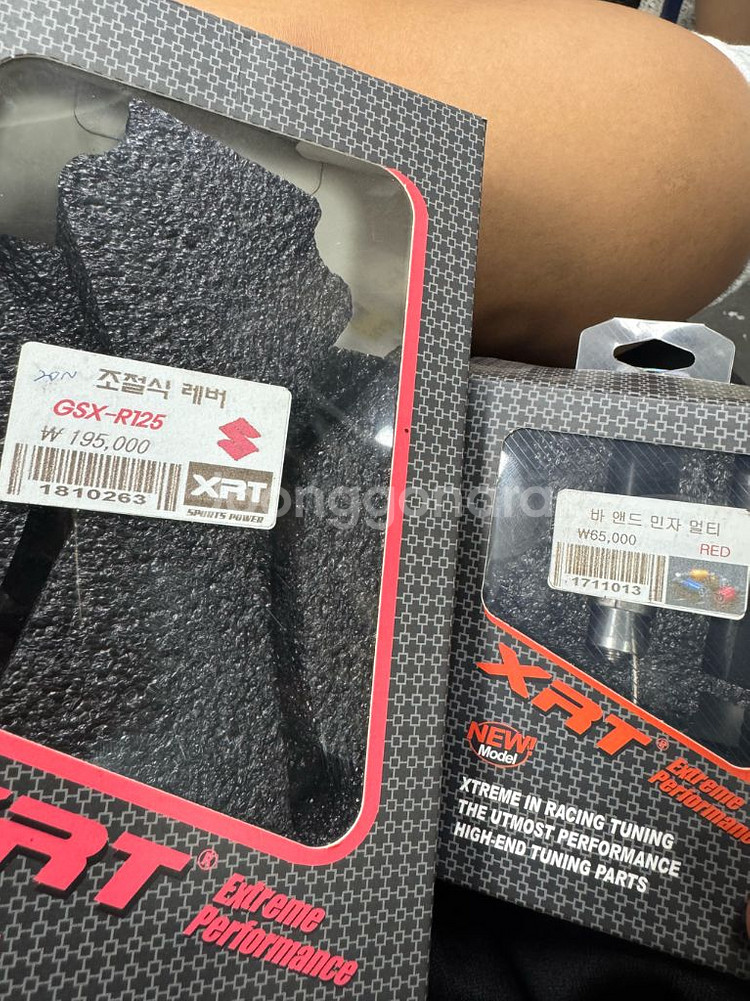 조절식 레버
GSX-R125
₩ 195,000
1810263
XRT
SPORTS POWER
XRT®
Extreme
Performance
바 앤드 민자 멀티
₩65,000
RED
1711013
XRT®
Extreme
Performance
NEW!
Model
XTREME IN RACING TUNING
THE UTMOST PERFORMANCE
HIGH-END TUNING PARTS